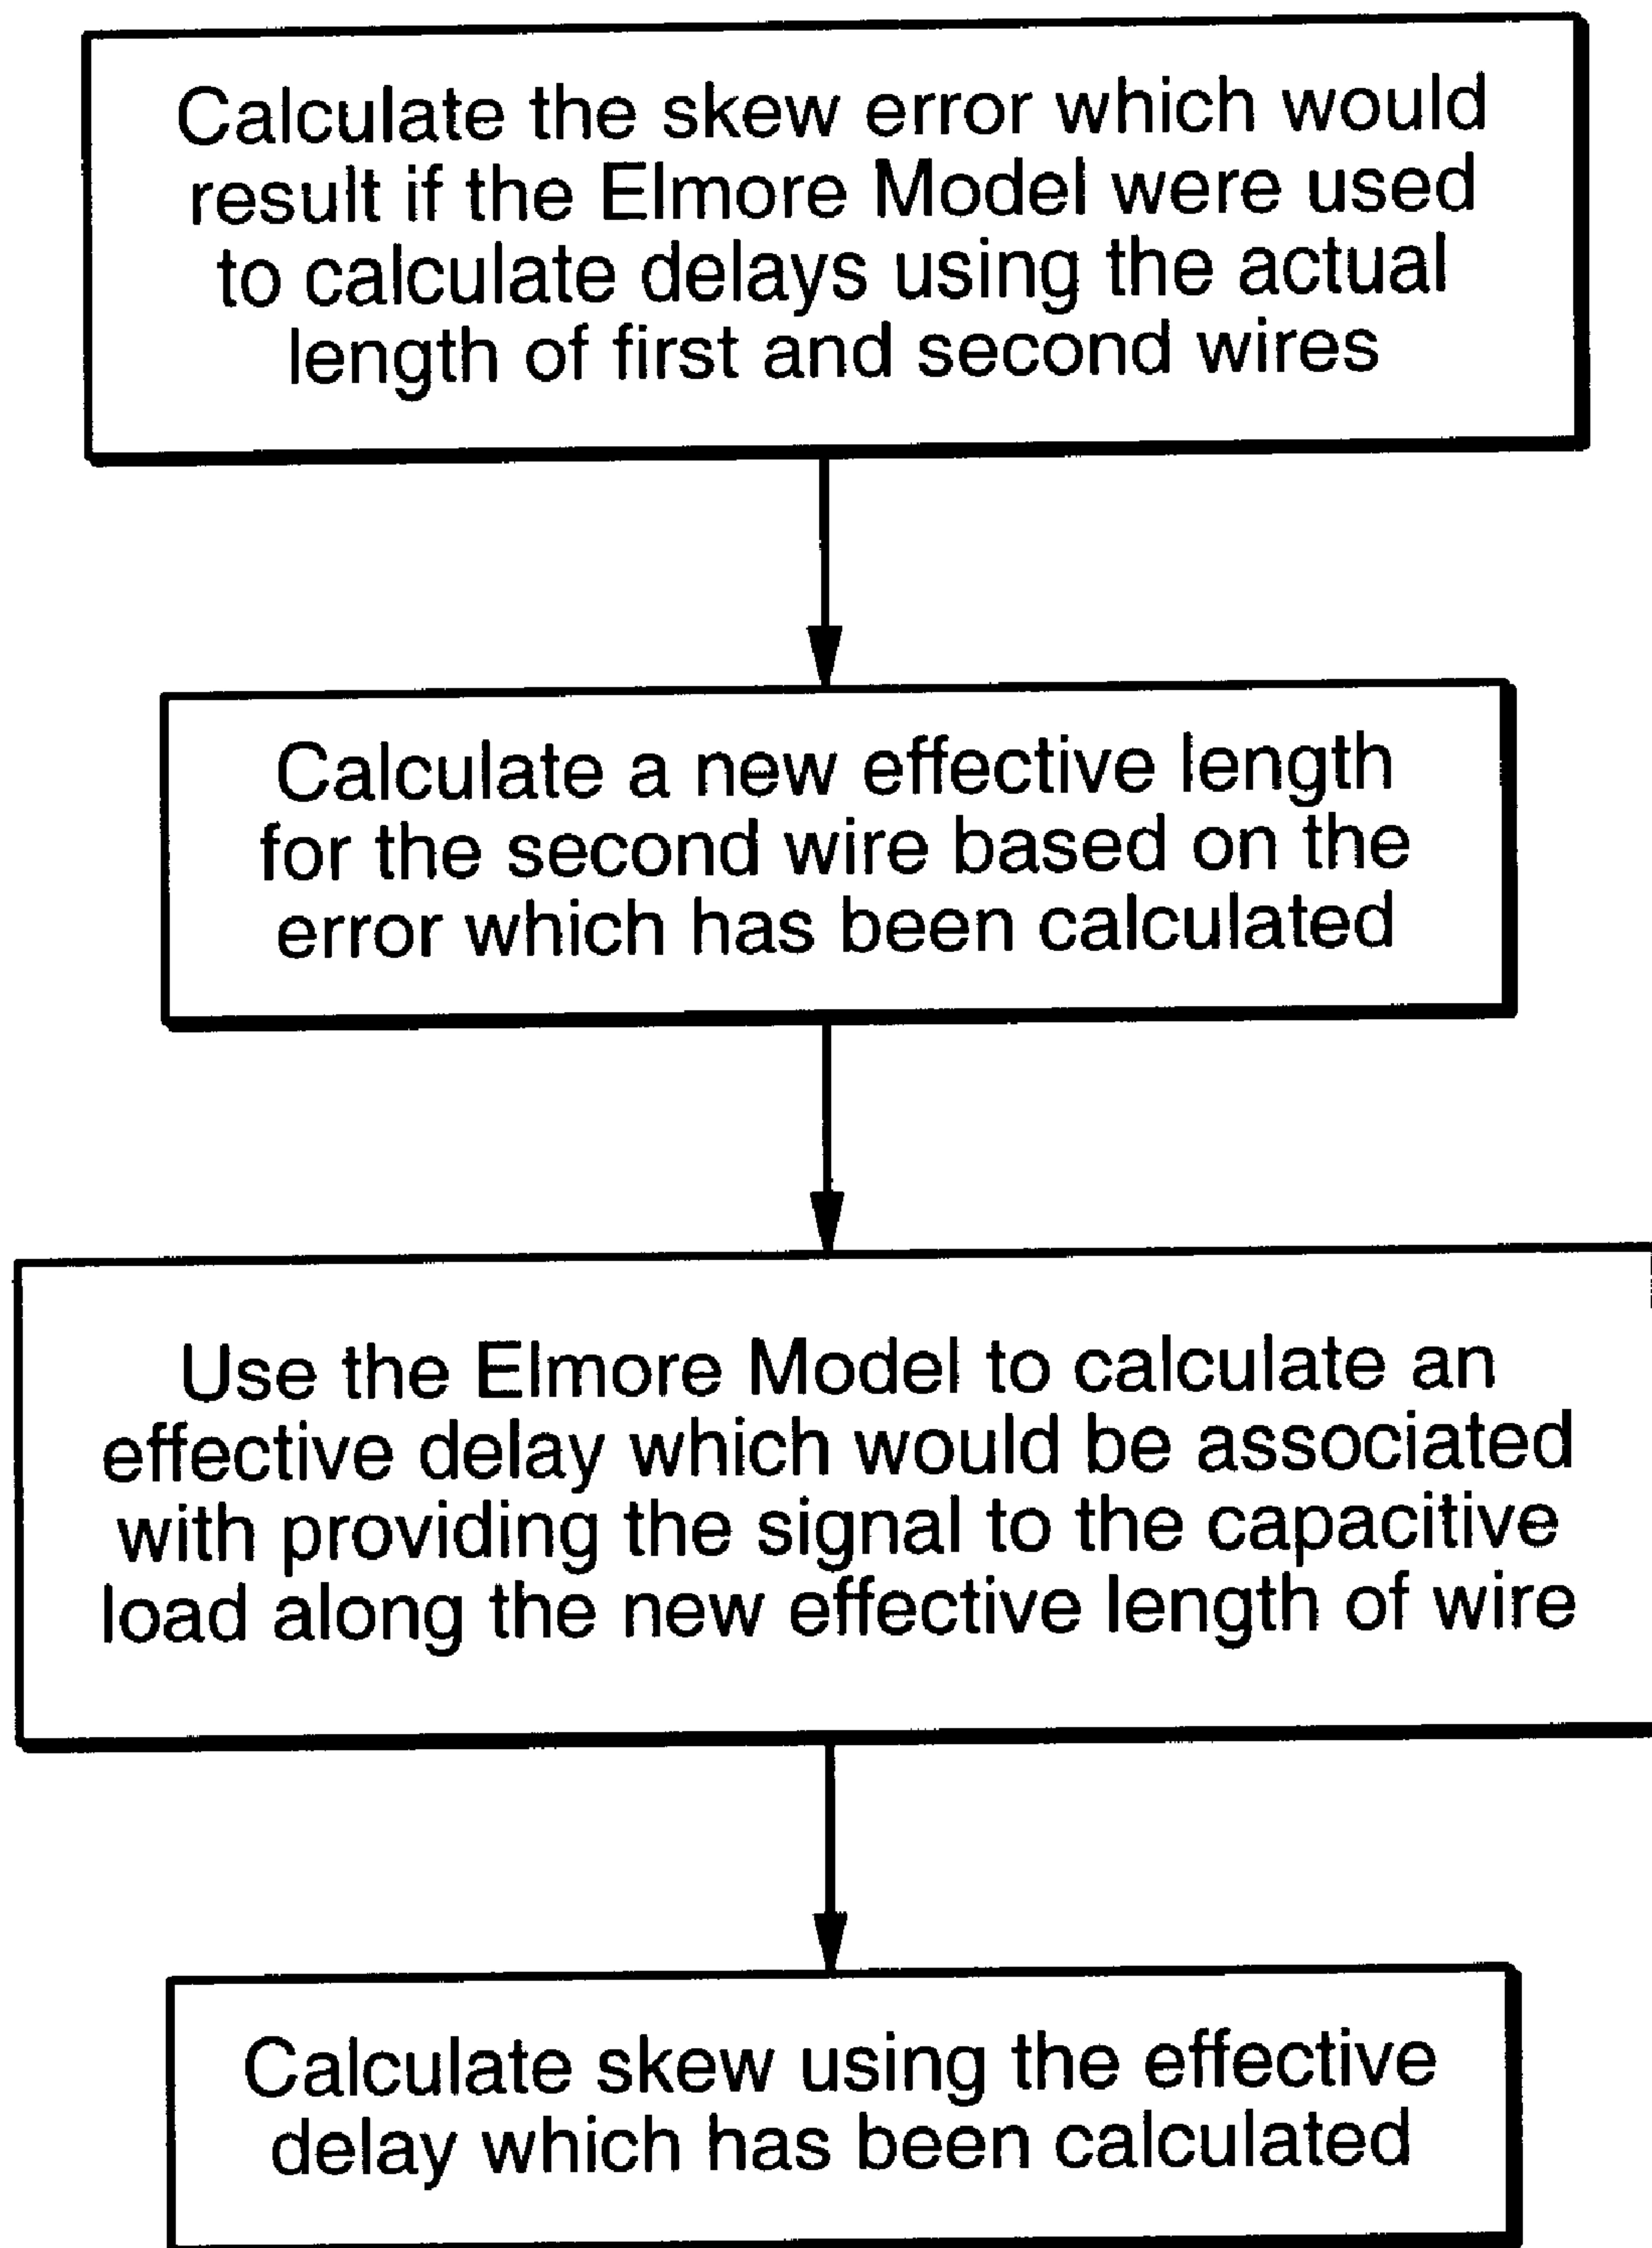 Calculate the skew error which would
result if the Elmore Model were used
to calculate delays using the actual
length of first and second wires
Calculate a new effective length
for the second wire based on the
error which has been calculated
Use the Elmore Model to calculate an
effective delay which would be associated
with providing the signal to the capacitive
load along the new effective length of wire
Calculate skew using the effective
delay which has been calculated